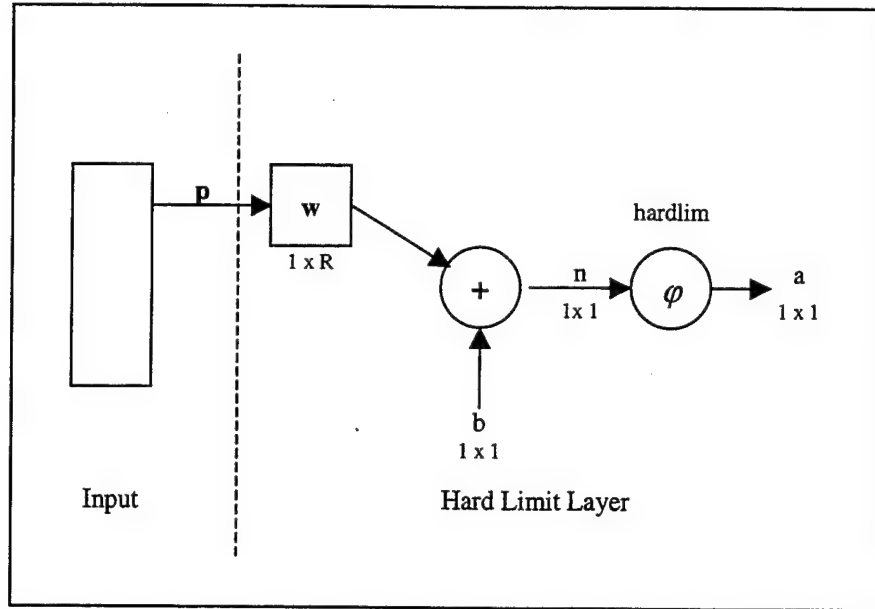 p
w
1 x R
+
n
1x 1
hardlim
φ
a
1 x 1
b
1 x 1
Input
Hard Limit Layer